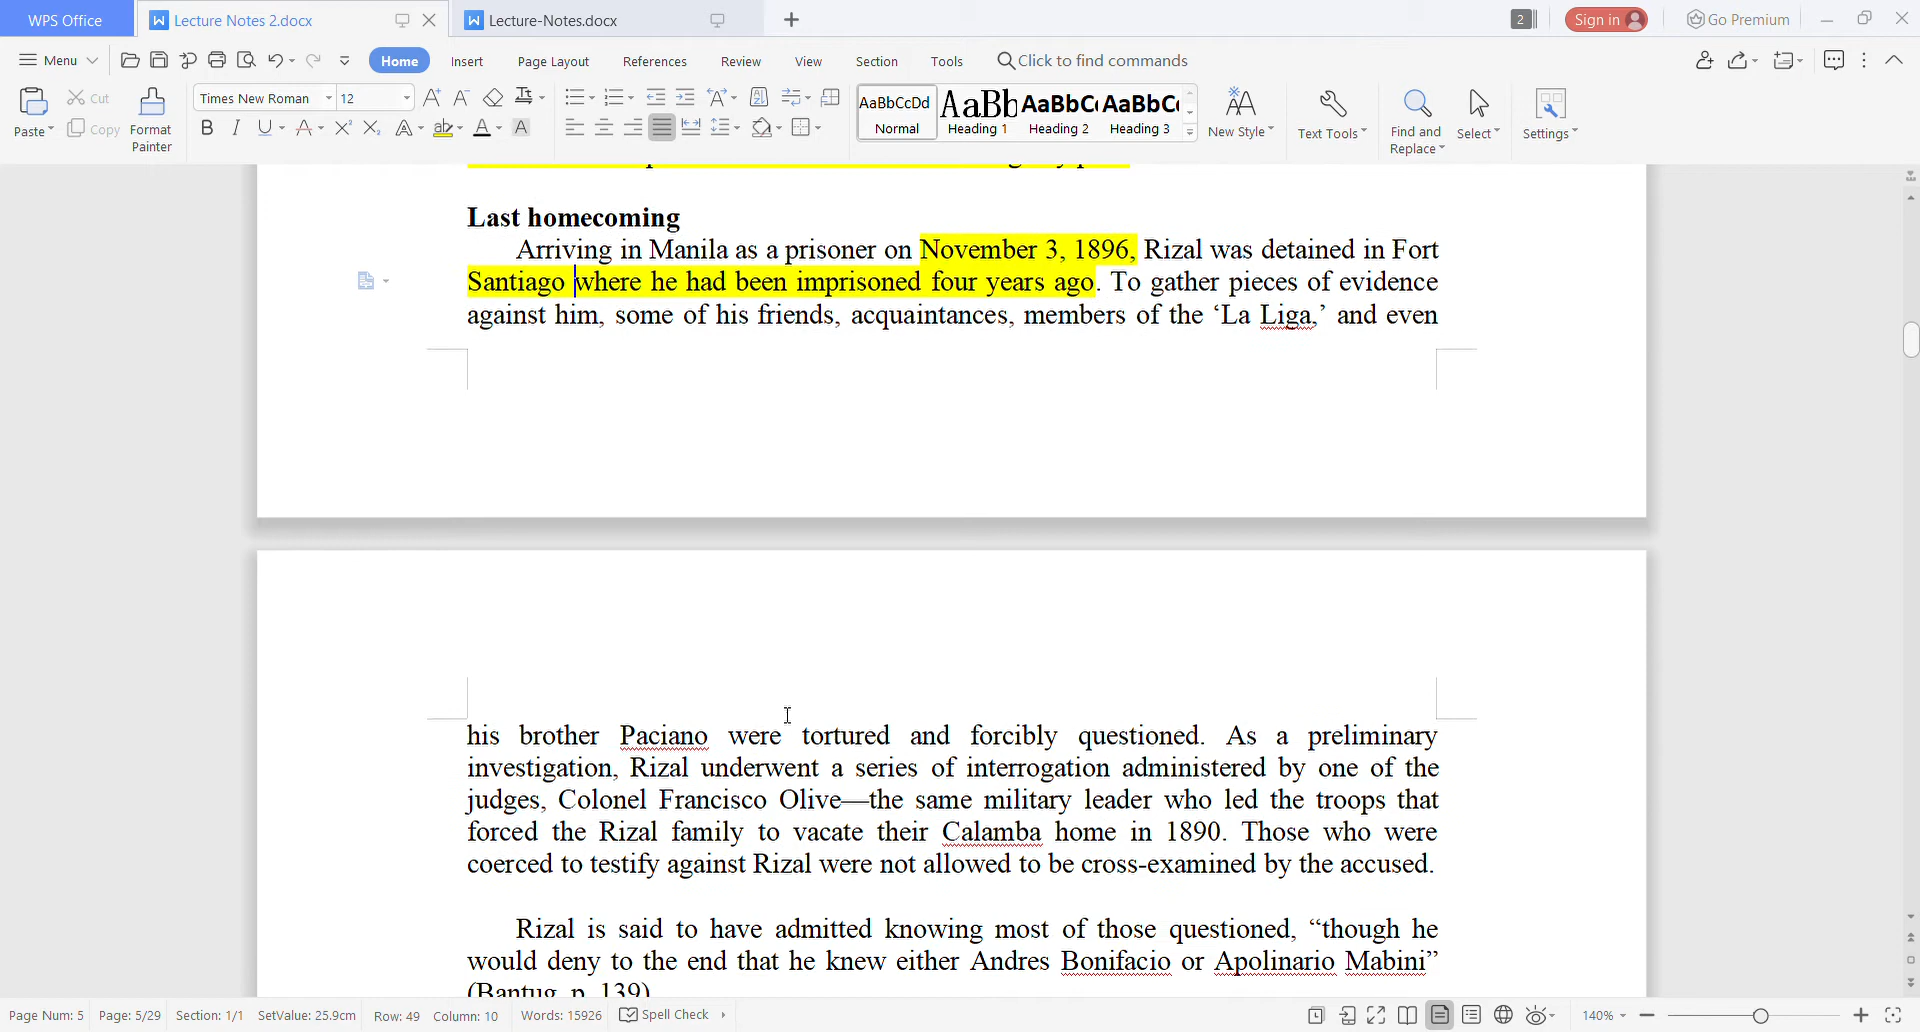 WPS Office
Lecture Notes 2.docx
Lecture-Notes.docx
2
Sign in
Go Premium
Menu
Home
Insert
Page Layout
References
Review
View
Section
Tools
Click to find commands
Paste
Cut
Copy
Format Painter
Times New Roman
12
AaBbCcDd
Normal
AaBb
Heading 1
AaBbC
Heading 2
AaBbC
Heading 3
New Style
Text Tools
Find and Replace
Select
Settings
Last homecoming
Arriving in Manila as a prisoner on November 3, 1896, Rizal was detained in Fort
Santiago where he had been imprisoned four years ago. To gather pieces of evidence
against him, some of his friends, acquaintances, members of the ‘La Liga,’ and even
his brother Paciano were tortured and forcibly questioned. As a preliminary
investigation, Rizal underwent a series of interrogation administered by one of the
judges, Colonel Francisco Olive—the same military leader who led the troops that
forced the Rizal family to vacate their Calamba home in 1890. Those who were
coerced to testify against Rizal were not allowed to be cross-examined by the accused.
Rizal is said to have admitted knowing most of those questioned, “though he
would deny to the end that he knew either Andres Bonifacio or Apolinario Mabini”
(Bantug, p. 139).
Page Num: 5
Page: 5/29
Section: 1/1
SetValue: 25.9cm
Row: 49
Column: 10
Words: 15926
Spell Check
140%